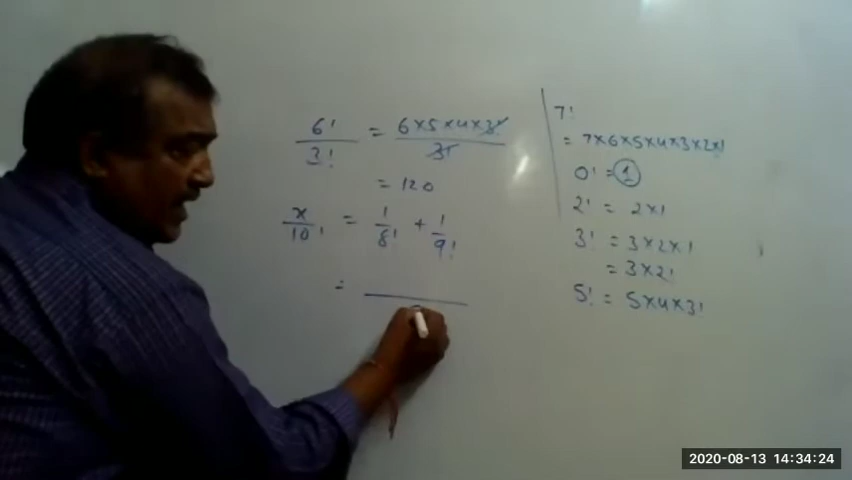 6!/3! = 6×5×4×3!/3!
= 120
x/10! = 1/8! + 1/9!
=
7!
= 7×6×5×4×3×2×1
0! = 1
2! = 2×1
3! = 3×2×1
= 3×2!
5! = 5×4×3!
2020-08-13 14:34:24